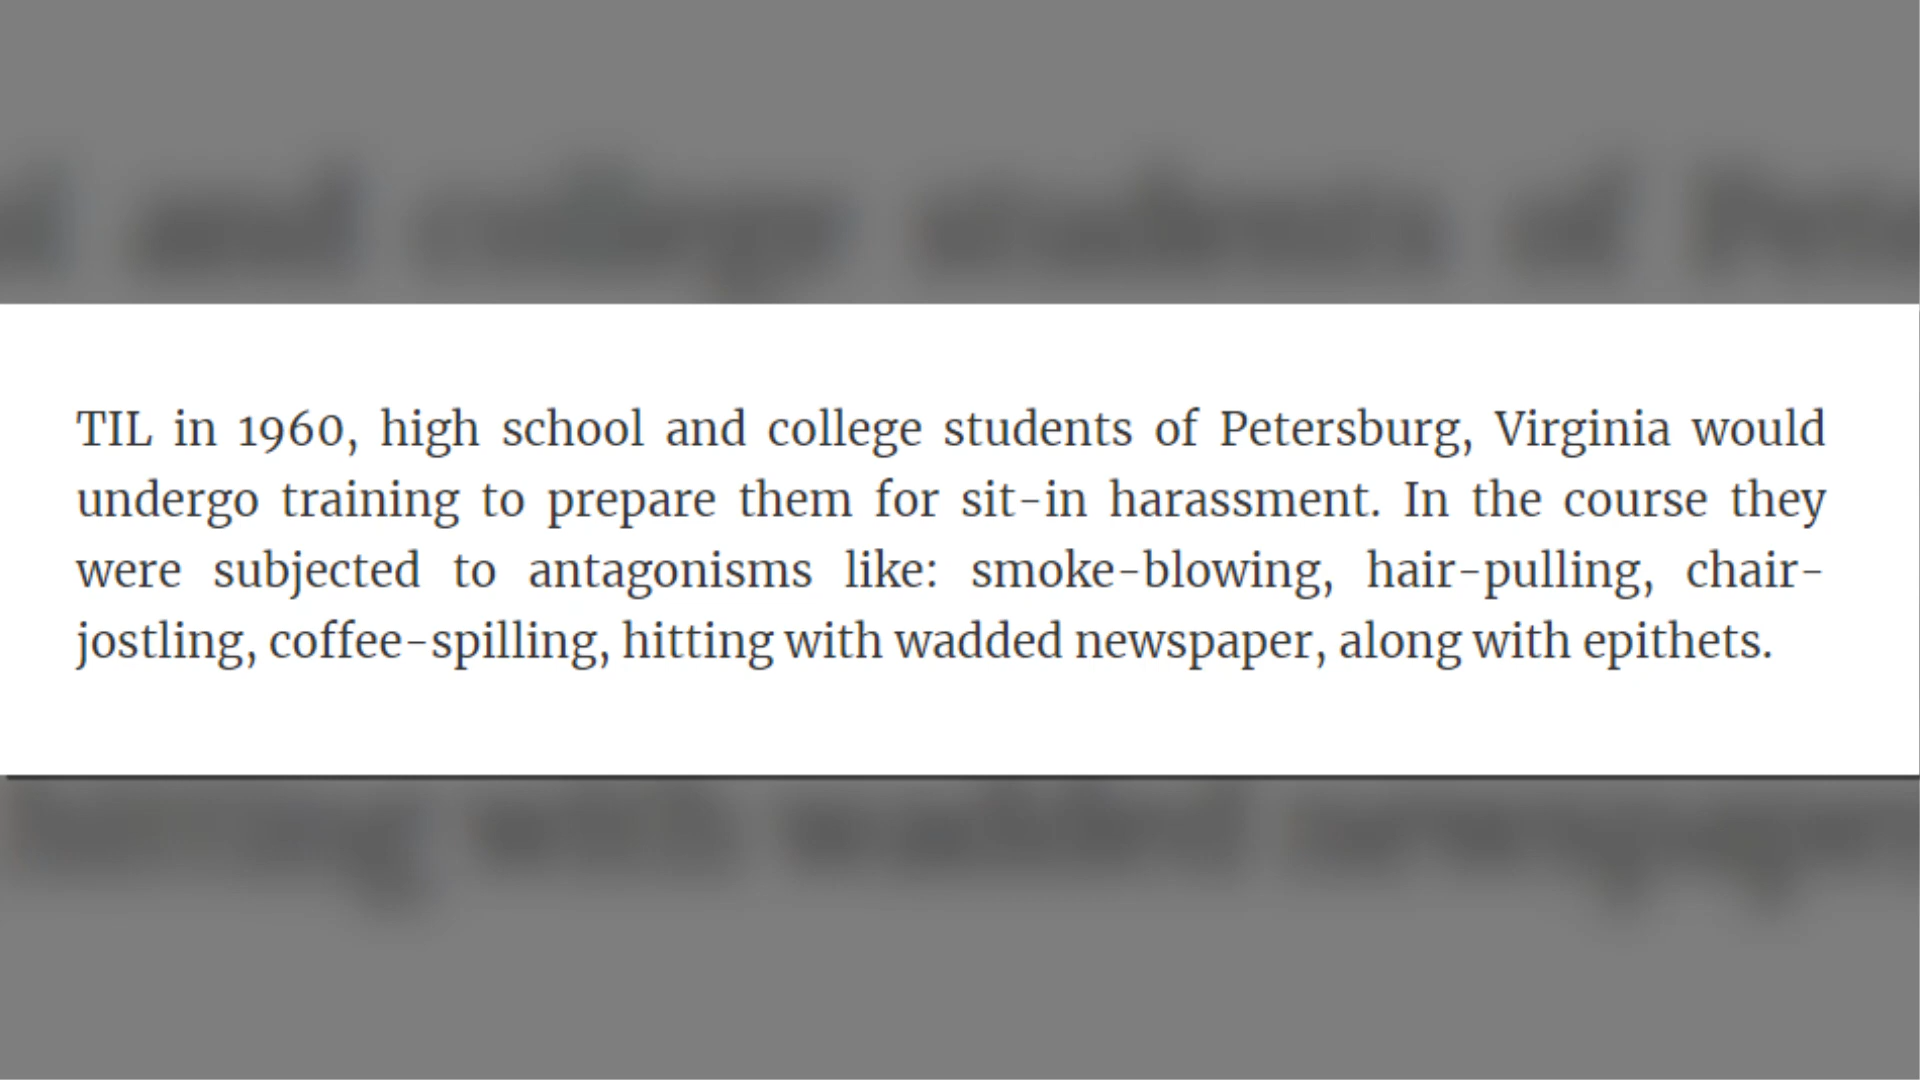 TIL in 1960, high school and college students of Petersburg, Virginia would
undergo training to prepare them for sit-in harassment. In the course they
were subjected to antagonisms like: smoke-blowing, hair-pulling, chair-
jostling, coffee-spilling, hitting with wadded newspaper, along with epithets.